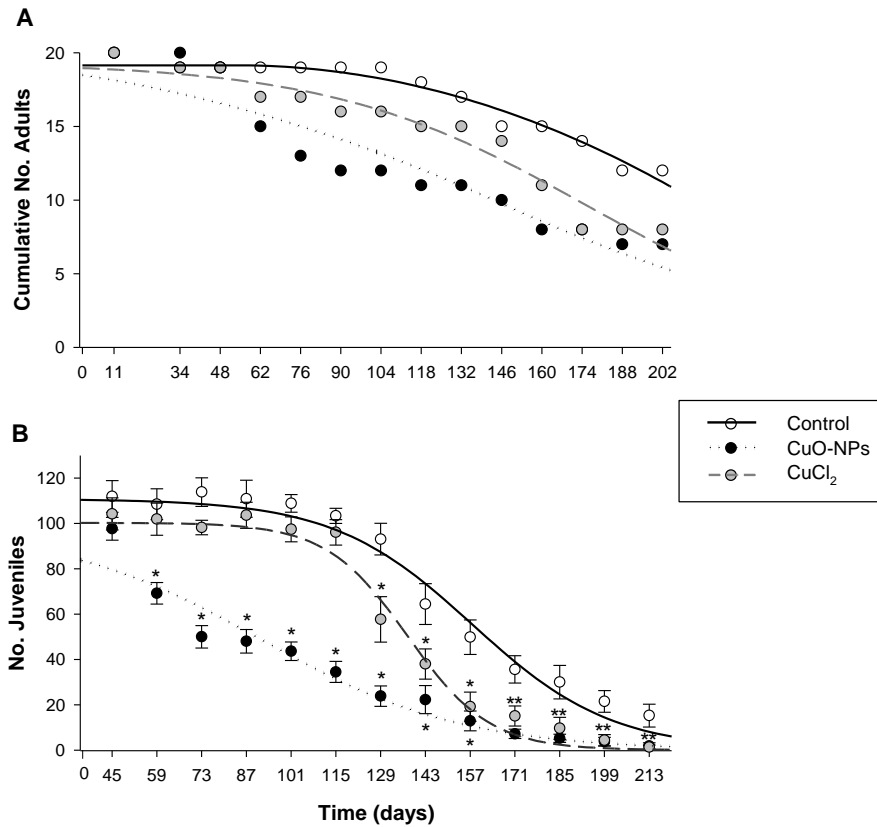 A
Cumulative No. Adults
20
15
10
5
0
0 11 34 48 62 76 90 104 118 132 146 160 174 188 202
Control
CuO-NPs
CuCl₂
B
No. Juveniles
120
100
80
60
40
20
0
* * * * * * * * * * * ** ** ** **
0 45 59 73 87 101 115 129 143 157 171 185 199 213
Time (days)